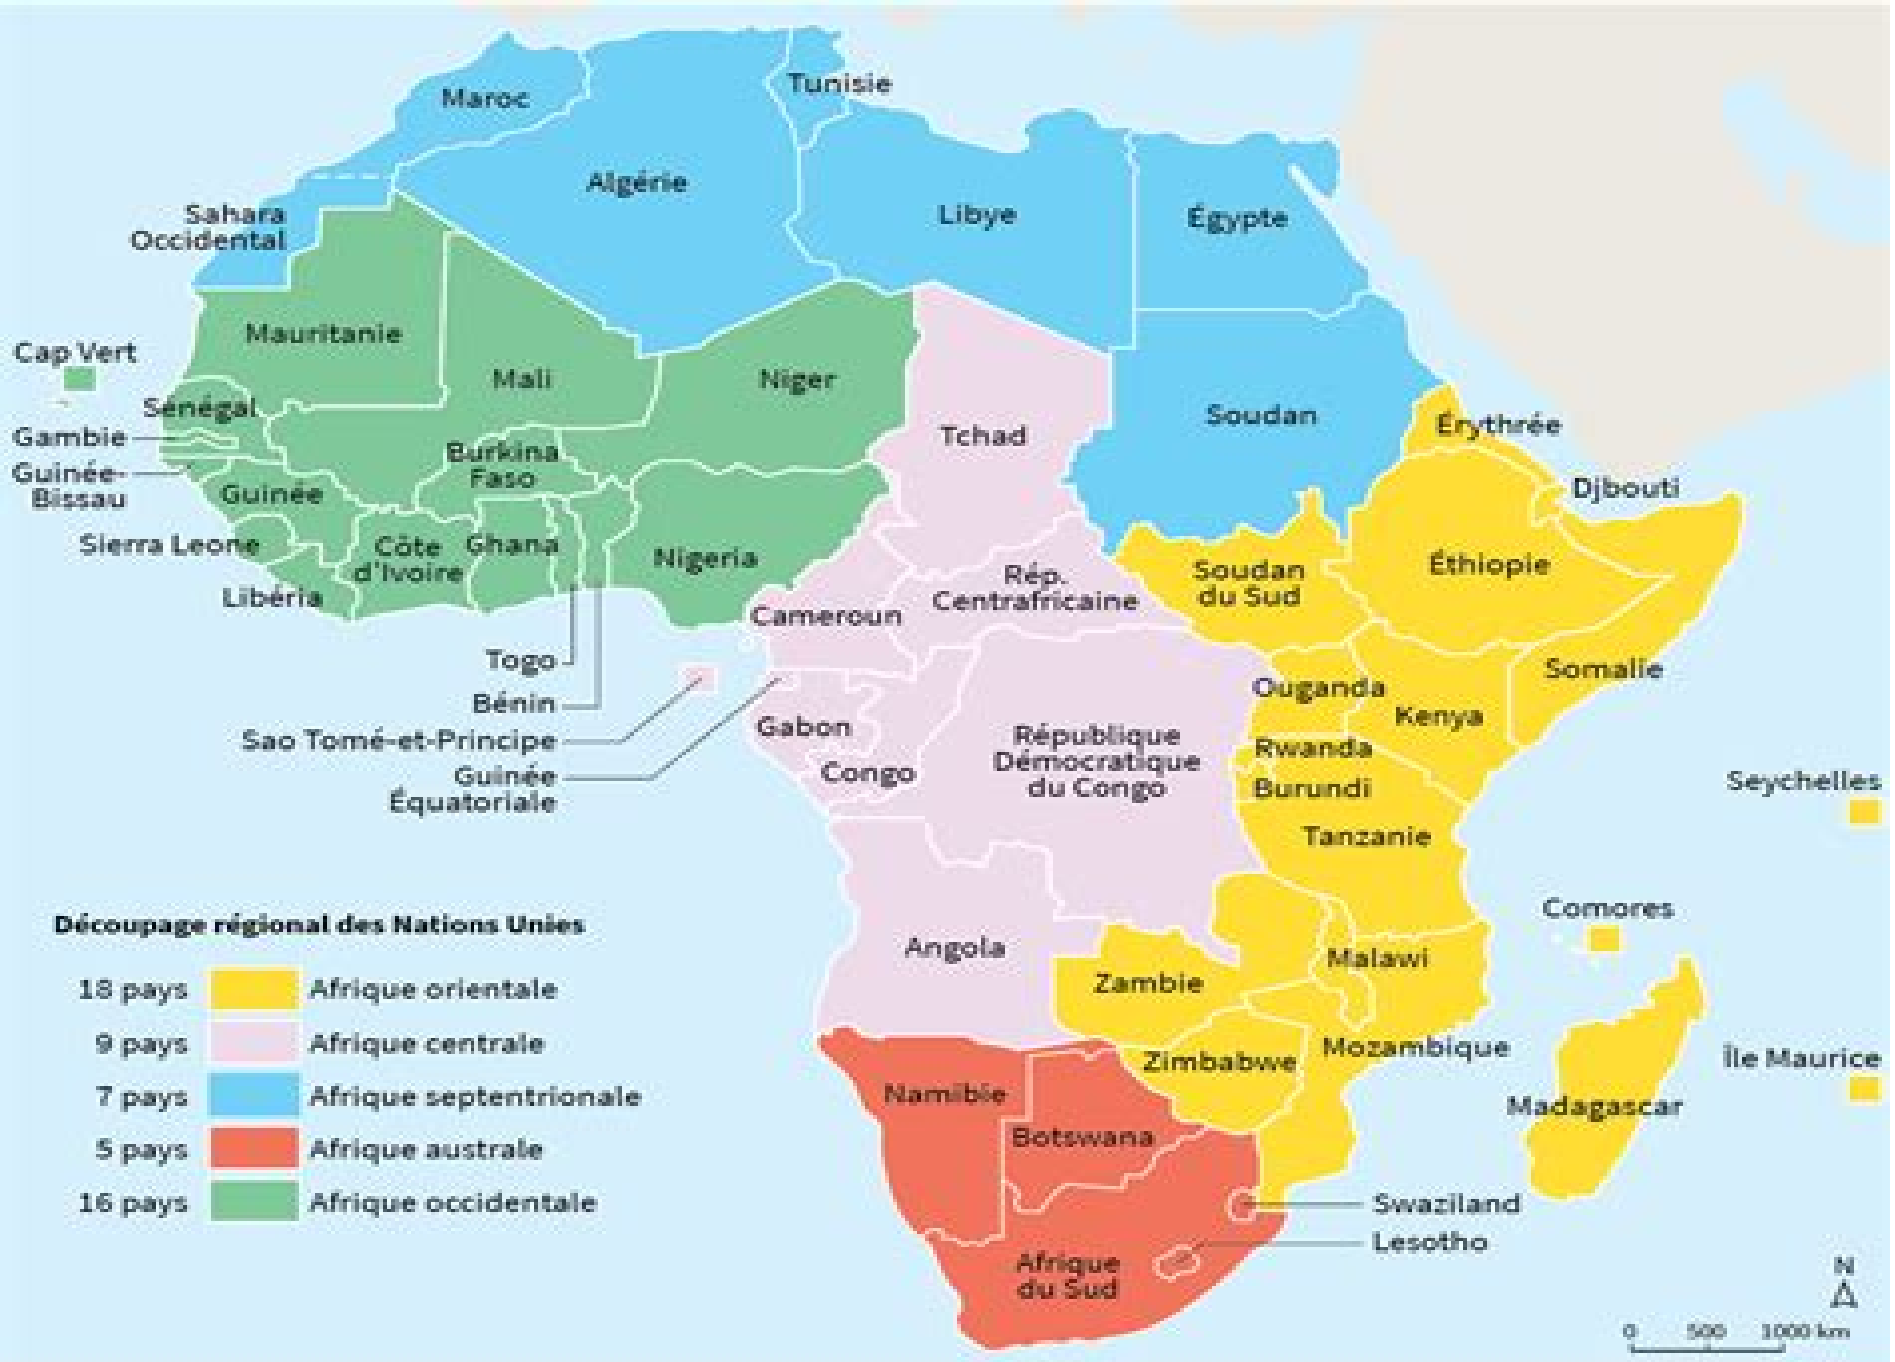 Maroc
Tunisie
Algérie
Libye
Égypte
Sahara
Occidental
Mauritanie
Cap Vert
Mali
Niger
Tchad
Soudan
Érythrée
Sénégal
Gambie
Guinée-
Bissau
Burkina
Faso
Guinée
Djbouti
Sierra Leone
Côte
d'Ivoire
Ghana
Nigeria
Rép.
Centrafricaine
Soudan
du Sud
Éthiopie
Libéria
Cameroun
Togo
Bénin
Sao Tomé-et-Principe
Guinée
Équatoriale
Gabon
Congo
République
Démocratique
du Congo
Ouganda
Kenya
Somalie
Rwanda
Burundi
Tanzanie
Seychelles
Comores
Angola
Zambie
Malawi
Mozambique
Zimbabwe
Île Maurice
Madagascar
Namibie
Botswana
Swaziland
Lesotho
Afrique
du Sud
Découpage régional des Nations Unies
18 pays Afrique orientale
9 pays Afrique centrale
7 pays Afrique septentrionale
5 pays Afrique australe
16 pays Afrique occidentale
N
0 500 1000 km